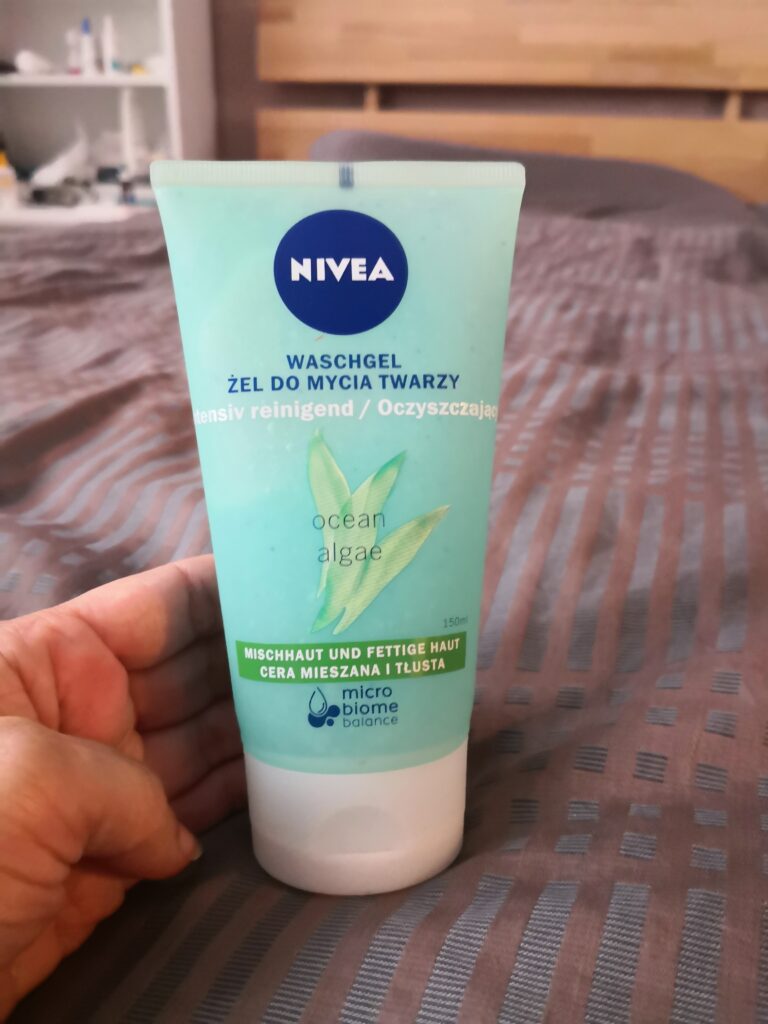 NIVEA
WASCHGEL
ŻEL DO MYCIA TWARZY
reinigend /
ocean
algae
150ml
MISCHHAUT UND FETTIGE HAUT
CERA MIESZANA I TŁUSTA
micro
biome
balance